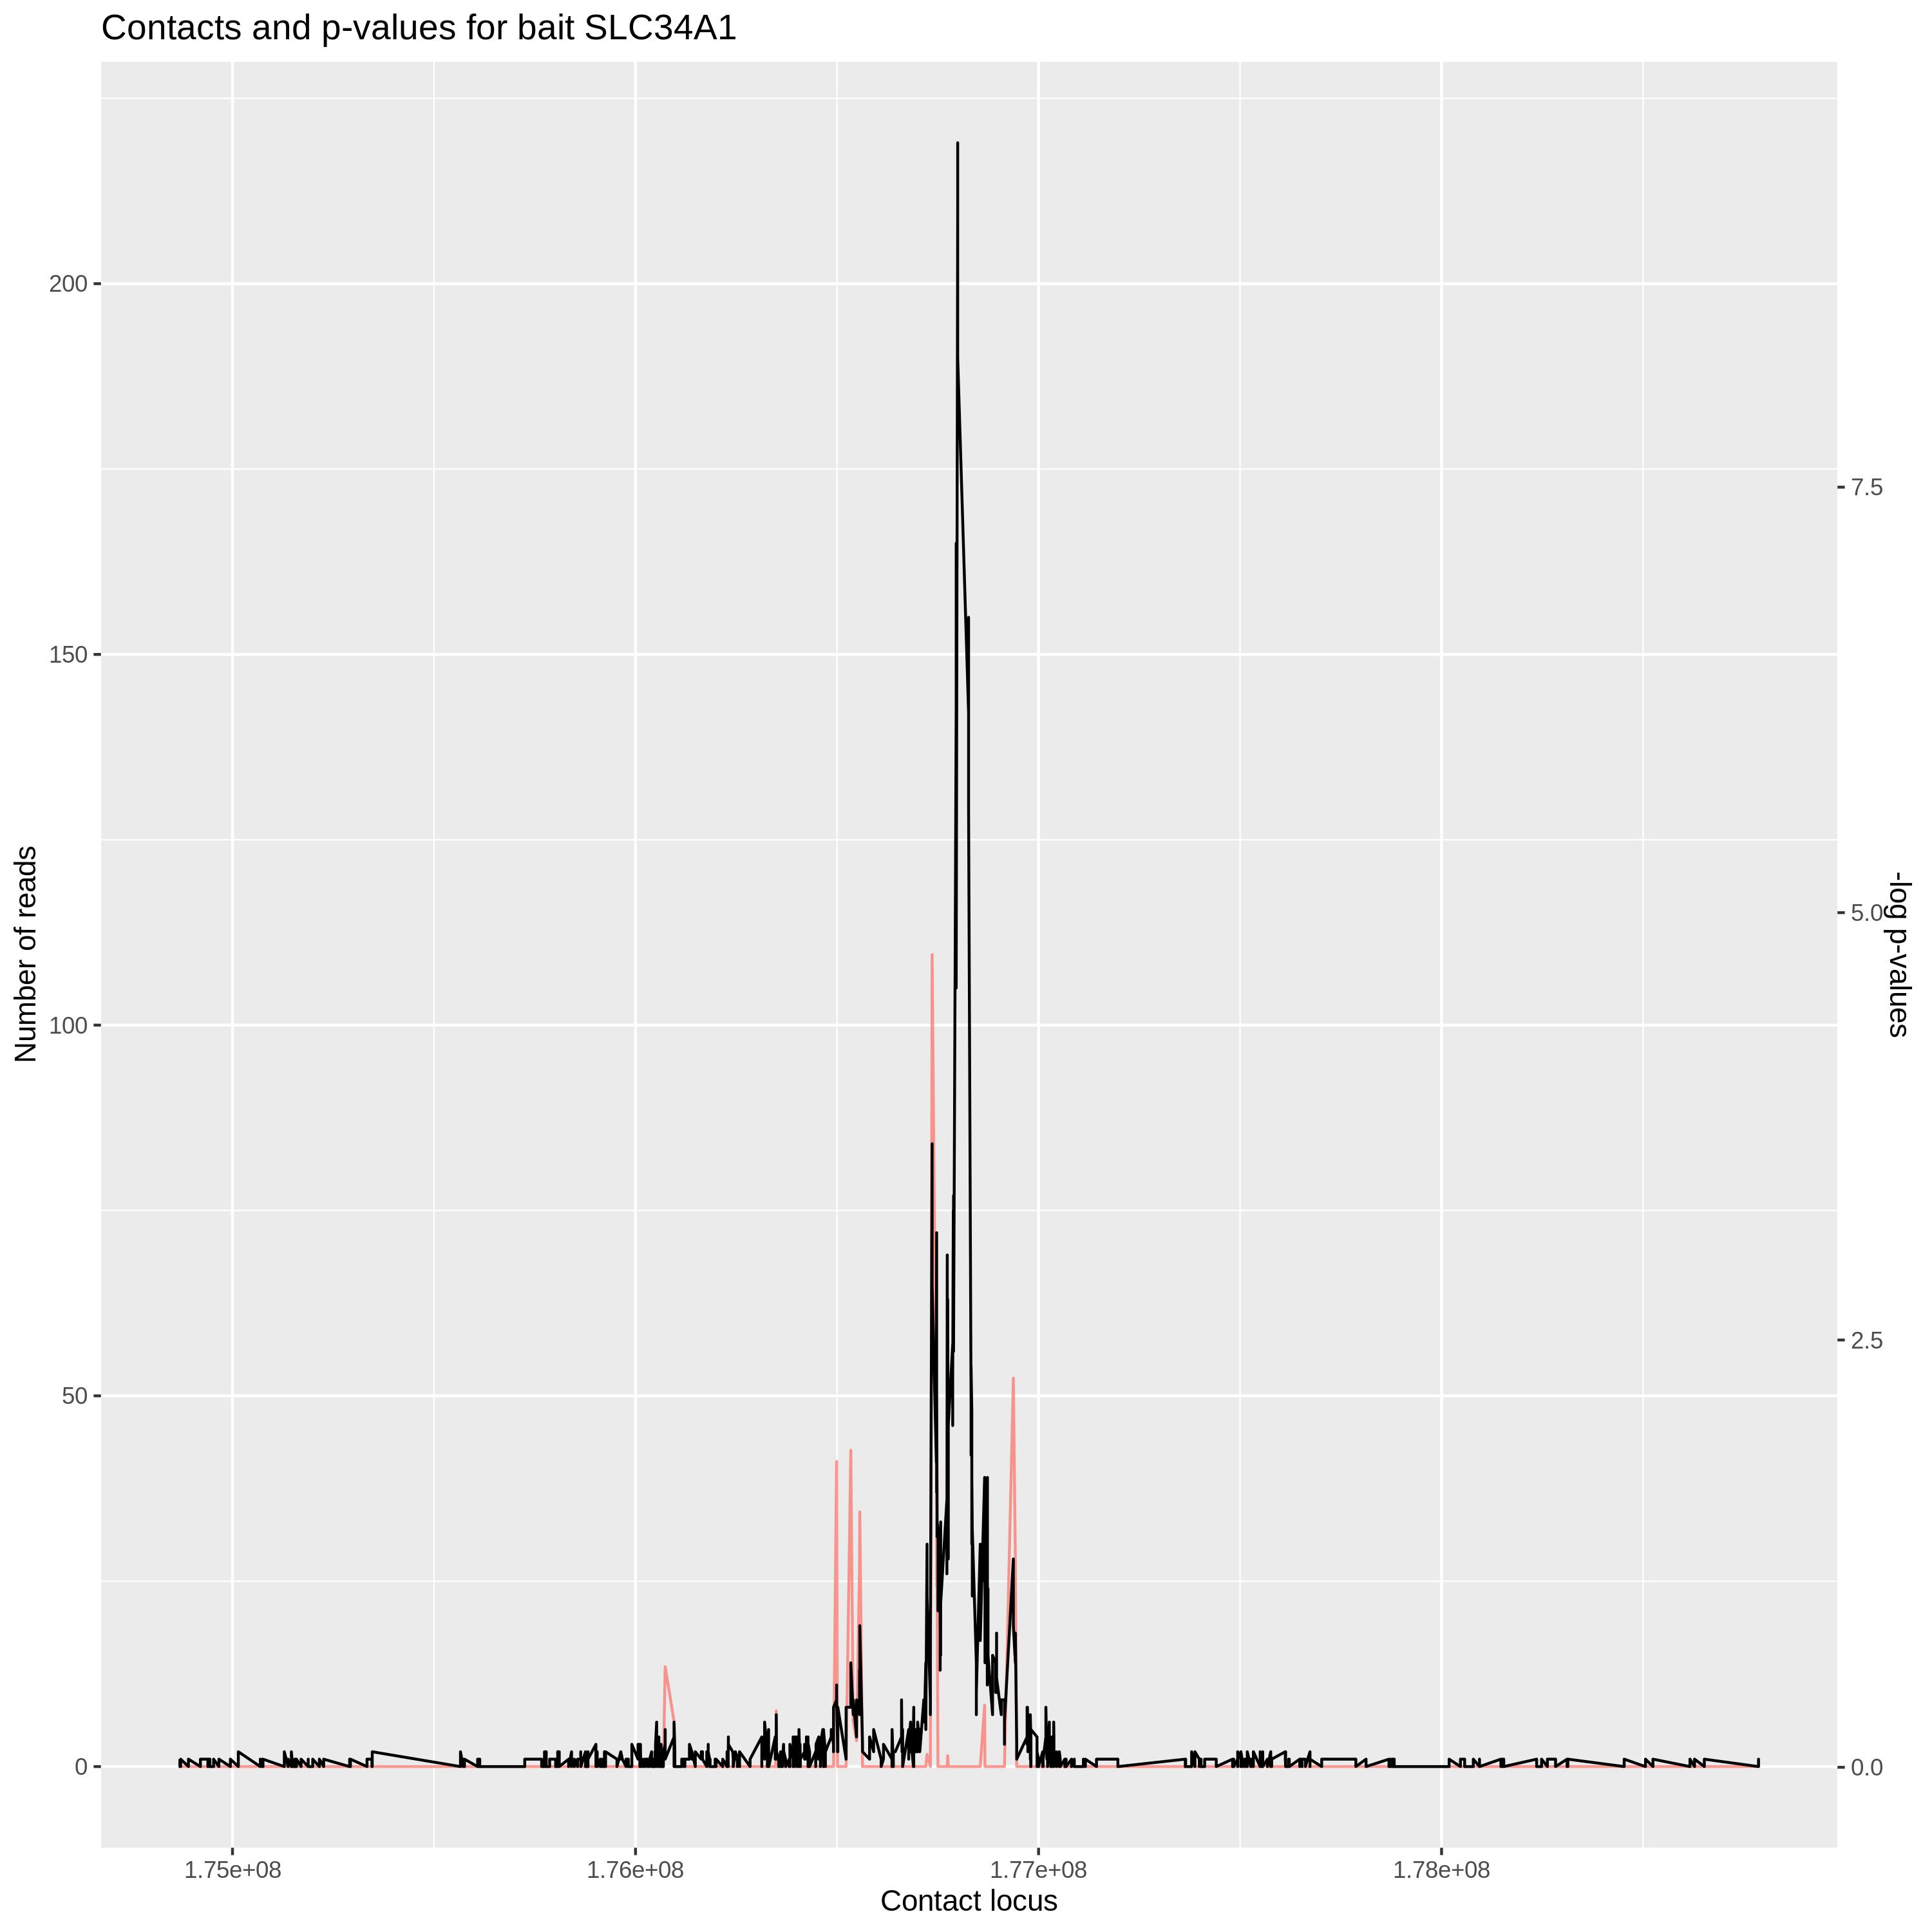 Contacts and p-values for bait SLC34A1
Number of reads
200
150
100
50
0
7.5
5.0
2.5
0.0
-log p-values
1.75e+08
1.76e+08
1.77e+08
1.78e+08
Contact locus